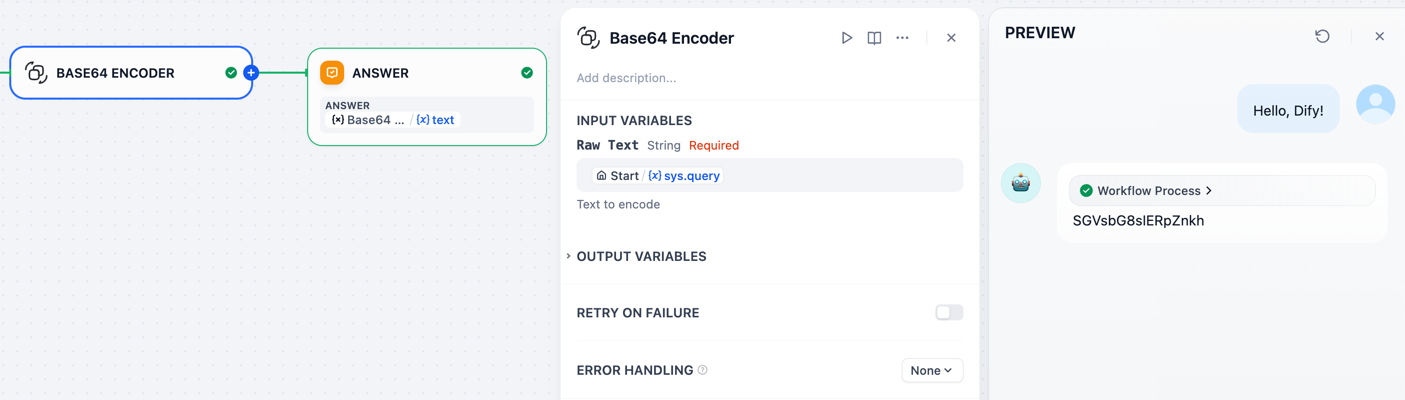 BASE64 ENCODER
ANSWER
ANSWER
{x} Base64 ... / {x} text
Base64 Encoder
Add description...
INPUT VARIABLES
Raw Text String Required
Start / {x} sys.query
Text to encode
OUTPUT VARIABLES
RETRY ON FAILURE
ERROR HANDLING
None
PREVIEW
Hello, Dify!
Workflow Process
SGVsbG8sIERpZnkh